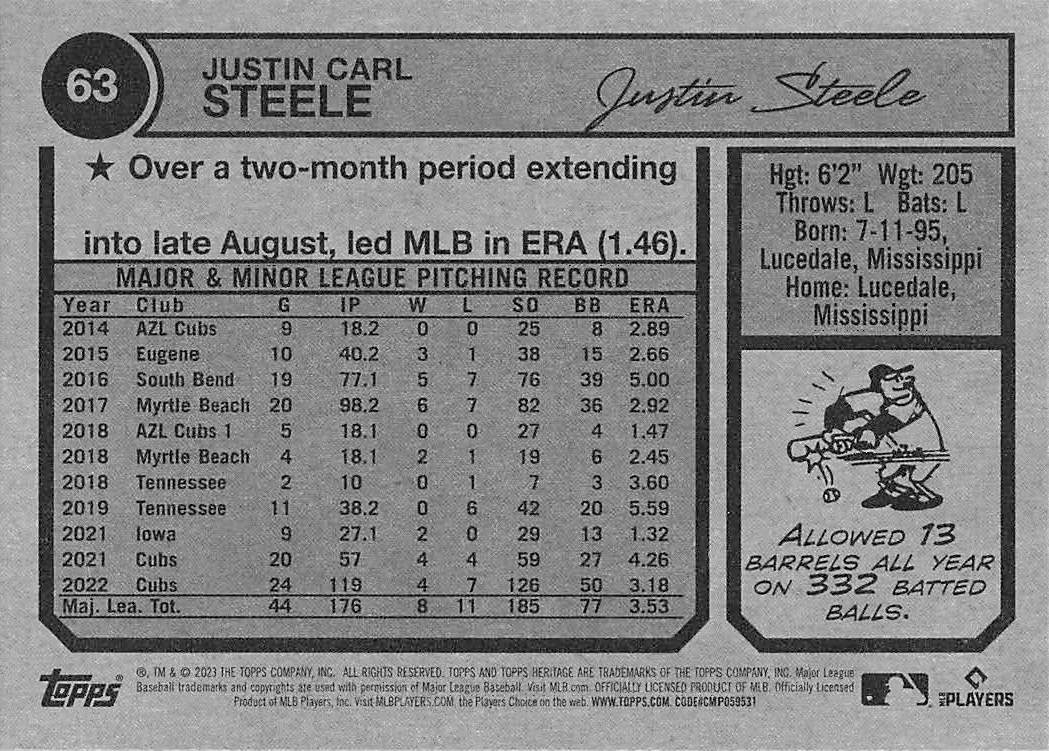 63
JUSTIN CARL
STEELE
Justin Steele
★ Over a two-month period extending
into late August, led MLB in ERA (1.46).
MAJOR & MINOR LEAGUE PITCHING RECORD
Year Club G IP W L SO BB ERA
2014 AZL Cubs 9 18.2 0 0 25 8 2.89
2015 Eugene 10 40.2 3 1 38 15 2.66
2016 South Bend 19 77.1 5 7 76 39 5.00
2017 Myrtle Beach 20 98.2 6 7 82 36 2.92
2018 AZL Cubs 1 5 18.1 0 0 27 4 1.47
2018 Myrtle Beach 4 18.1 2 1 19 6 2.45
2018 Tennessee 2 10 0 1 7 3 3.60
2019 Tennessee 11 38.2 0 6 42 20 5.59
2021 Iowa 9 27.1 2 0 29 13 1.32
2021 Cubs 20 57 4 4 59 27 4.26
2022 Cubs 24 119 4 7 126 50 3.18
Maj. Lea. Tot. 44 176 8 11 185 77 3.53
Hgt: 6'2" Wgt: 205
Throws: L Bats: L
Born: 7-11-95,
Lucedale, Mississippi
Home: Lucedale,
Mississippi
ALLOWED 13
BARRELS ALL YEAR
ON 332 BATTED
BALLS.
Topps®
®, TM & © 2023 THE TOPPS COMPANY, INC. ALL RIGHTS RESERVED. TOPPS AND TOPPS HERITAGE ARE TRADEMARKS OF THE TOPPS COMPANY, INC. Major League
Baseball trademarks and copyrights are used with permission of Major League Baseball. Visit MLB.com. OFFICIALLY LICENSED PRODUCT OF MLB. Officially Licensed
Product of MLB Players, Inc. Visit MLBPLAYERS.COM, the Players Choice on the web. WWW.TOPPS.COM. CODE#CMP059531
MLB PLAYERS